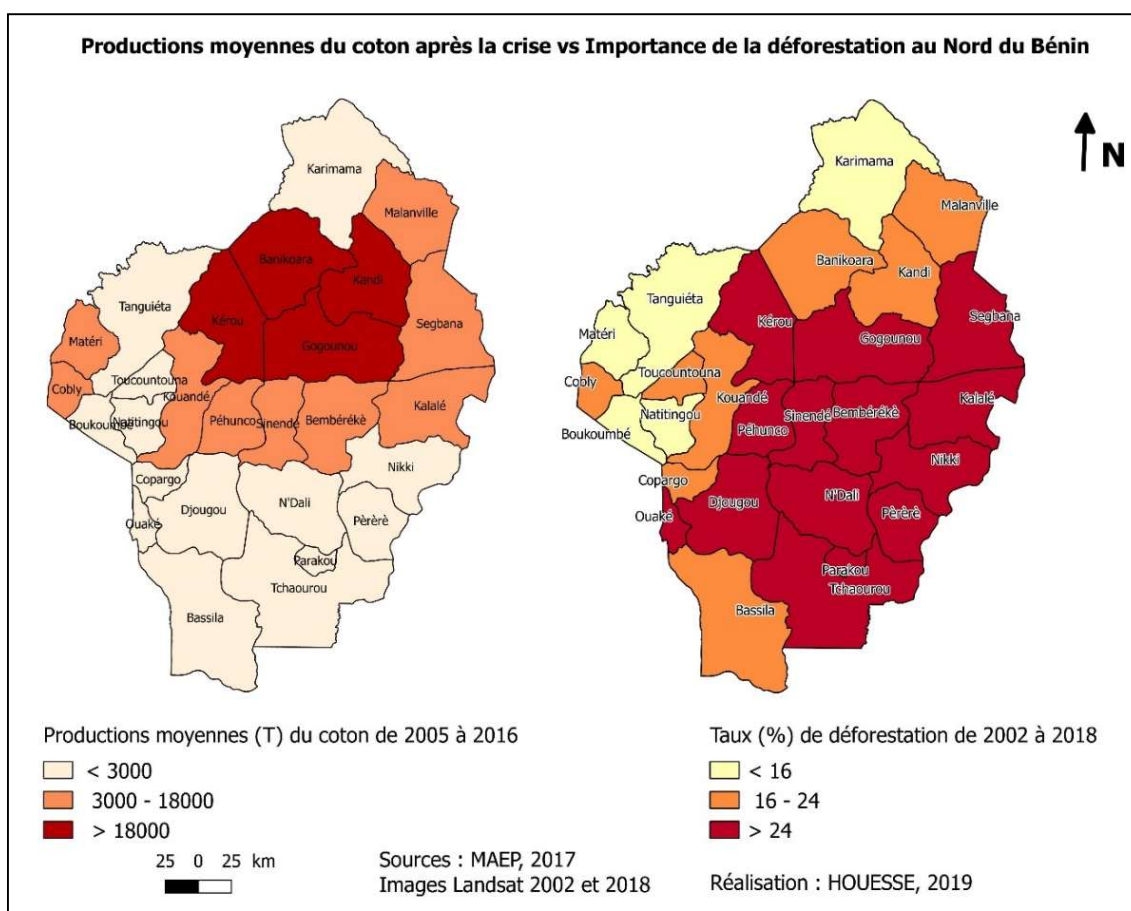 Productions moyennes du coton après la crise vs Importance de la déforestation au Nord du Bénin
N
Karimama
Malanville
Banikoara
Kandi
Tanguiéta
Kérou
Segbana
Gogounou
Matéri
Toucountouna
Cobly
Kouandé
Kalalé
Boukoumbé
Natitingou
Péhunco
Sinendé
Bembérékè
Nikki
Copargo
Djougou
N'Dali
Pèrèrè
Ouaké
Parakou
Tchaourou
Bassila
Karimama
Malanville
Banikoara
Kandi
Tanguiéta
Segbana
Matéri
Kérou
Gogounou
Toucountouna
Cobly
Kouandé
Kalalé
Natitingou
Sinendé
Bembérékè
Boukoumbé
Péhunco
Nikki
Copargo
Djougou
N'Dali
Ouaké
Pèrèrè
Parakou
Tchaourou
Bassila
Productions moyennes (T) du coton de 2005 à 2016
< 3000
3000 - 18000
> 18000
25 0 25 km
Sources : MAEP, 2017
Images Landsat 2002 et 2018
Taux (%) de déforestation de 2002 à 2018
< 16
16 - 24
> 24
Réalisation : HOUESSE, 2019